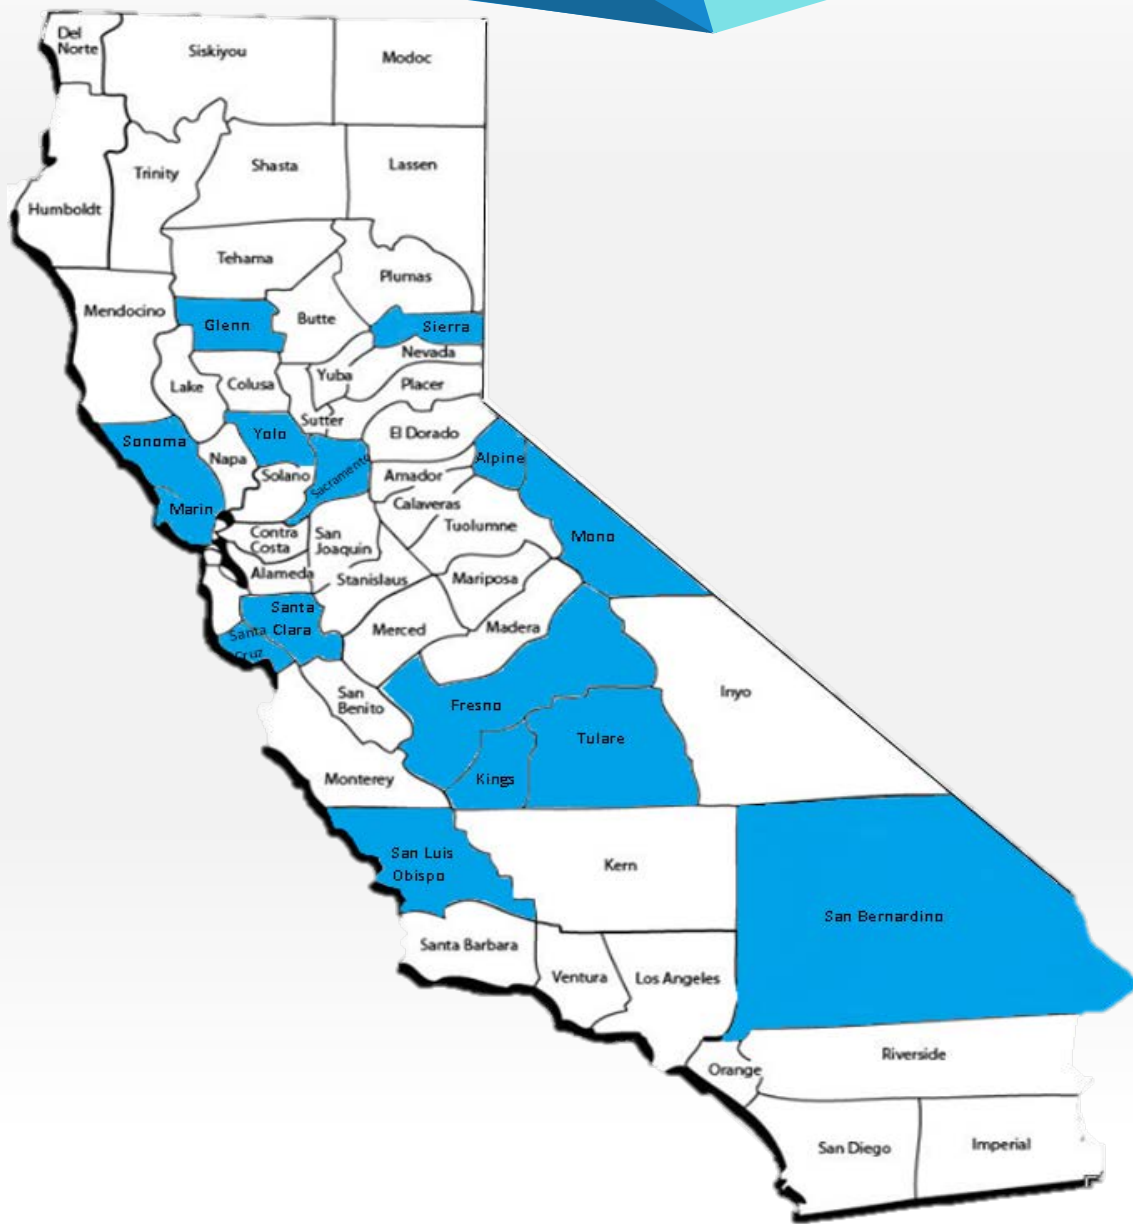 Del
Norte
Siskiyou
Modoc
Trinity
Shasta
Lassen
Humboldt
Tehama
Plumas
Mendocino
Glenn
Butte
Sierra
Nevada
Lake
Colusa
Yuba
Placer
Sutter
Sonoma
Yolo
El Dorado
Napa
Solano
Sacramento
Amador
Alpine
Marin
Calaveras
Tuolumne
Mono
Contra
Costa
San
Joaquin
Alameda
Stanislaus
Mariposa
Santa
Clara
Santa
Cruz
Merced
Madera
San
Benito
Fresno
Inyo
Tulare
Monterey
Kings
San Luis
Obispo
Kern
San Bernardino
Santa Barbara
Ventura
Los Angeles
Orange
Riverside
San Diego
Imperial